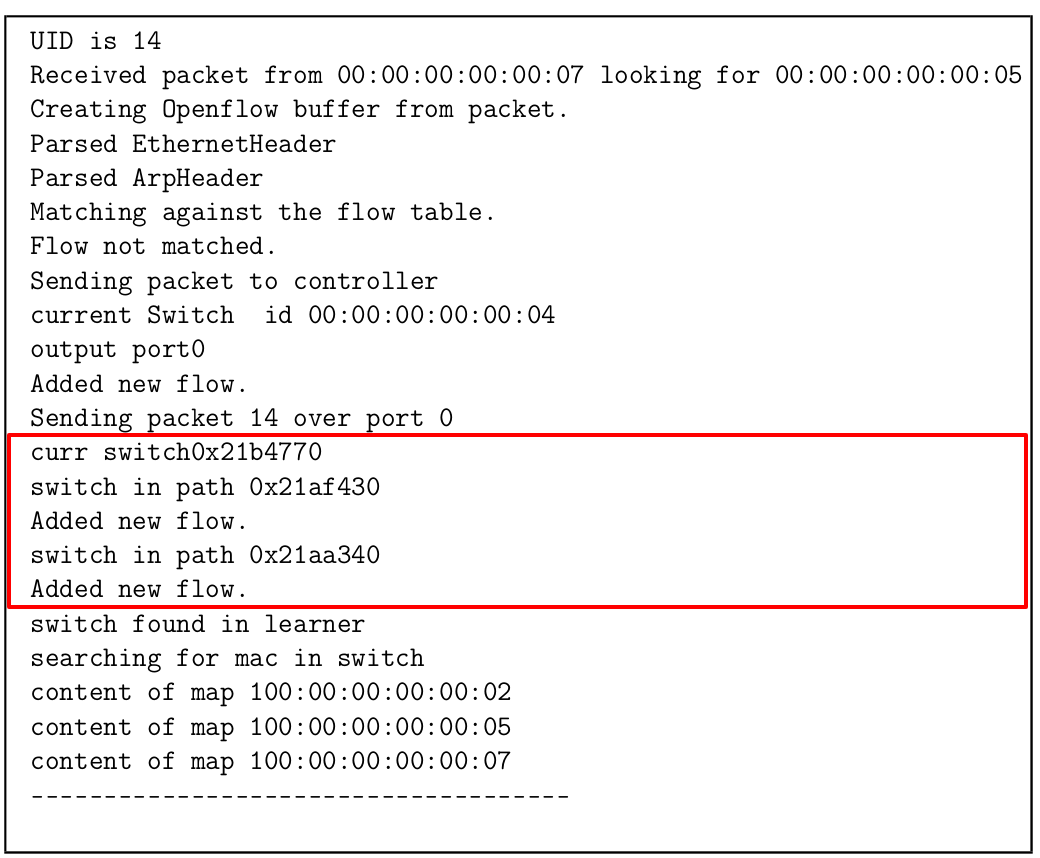 UID is 14
Received packet from 00:00:00:00:00:07 looking for 00:00:00:00:00:05
Creating Openflow buffer from packet.
Parsed EthernetHeader
Parsed ArpHeader
Matching against the flow table.
Flow not matched.
Sending packet to controller
current Switch  id 00:00:00:00:00:04
output port0
Added new flow.
Sending packet 14 over port 0
curr switch0x21b4770
switch in path 0x21af430
Added new flow.
switch in path 0x21aa340
Added new flow.
switch found in learner
searching for mac in switch
content of map 100:00:00:00:00:02
content of map 100:00:00:00:00:05
content of map 100:00:00:00:00:07
-------------------------------------